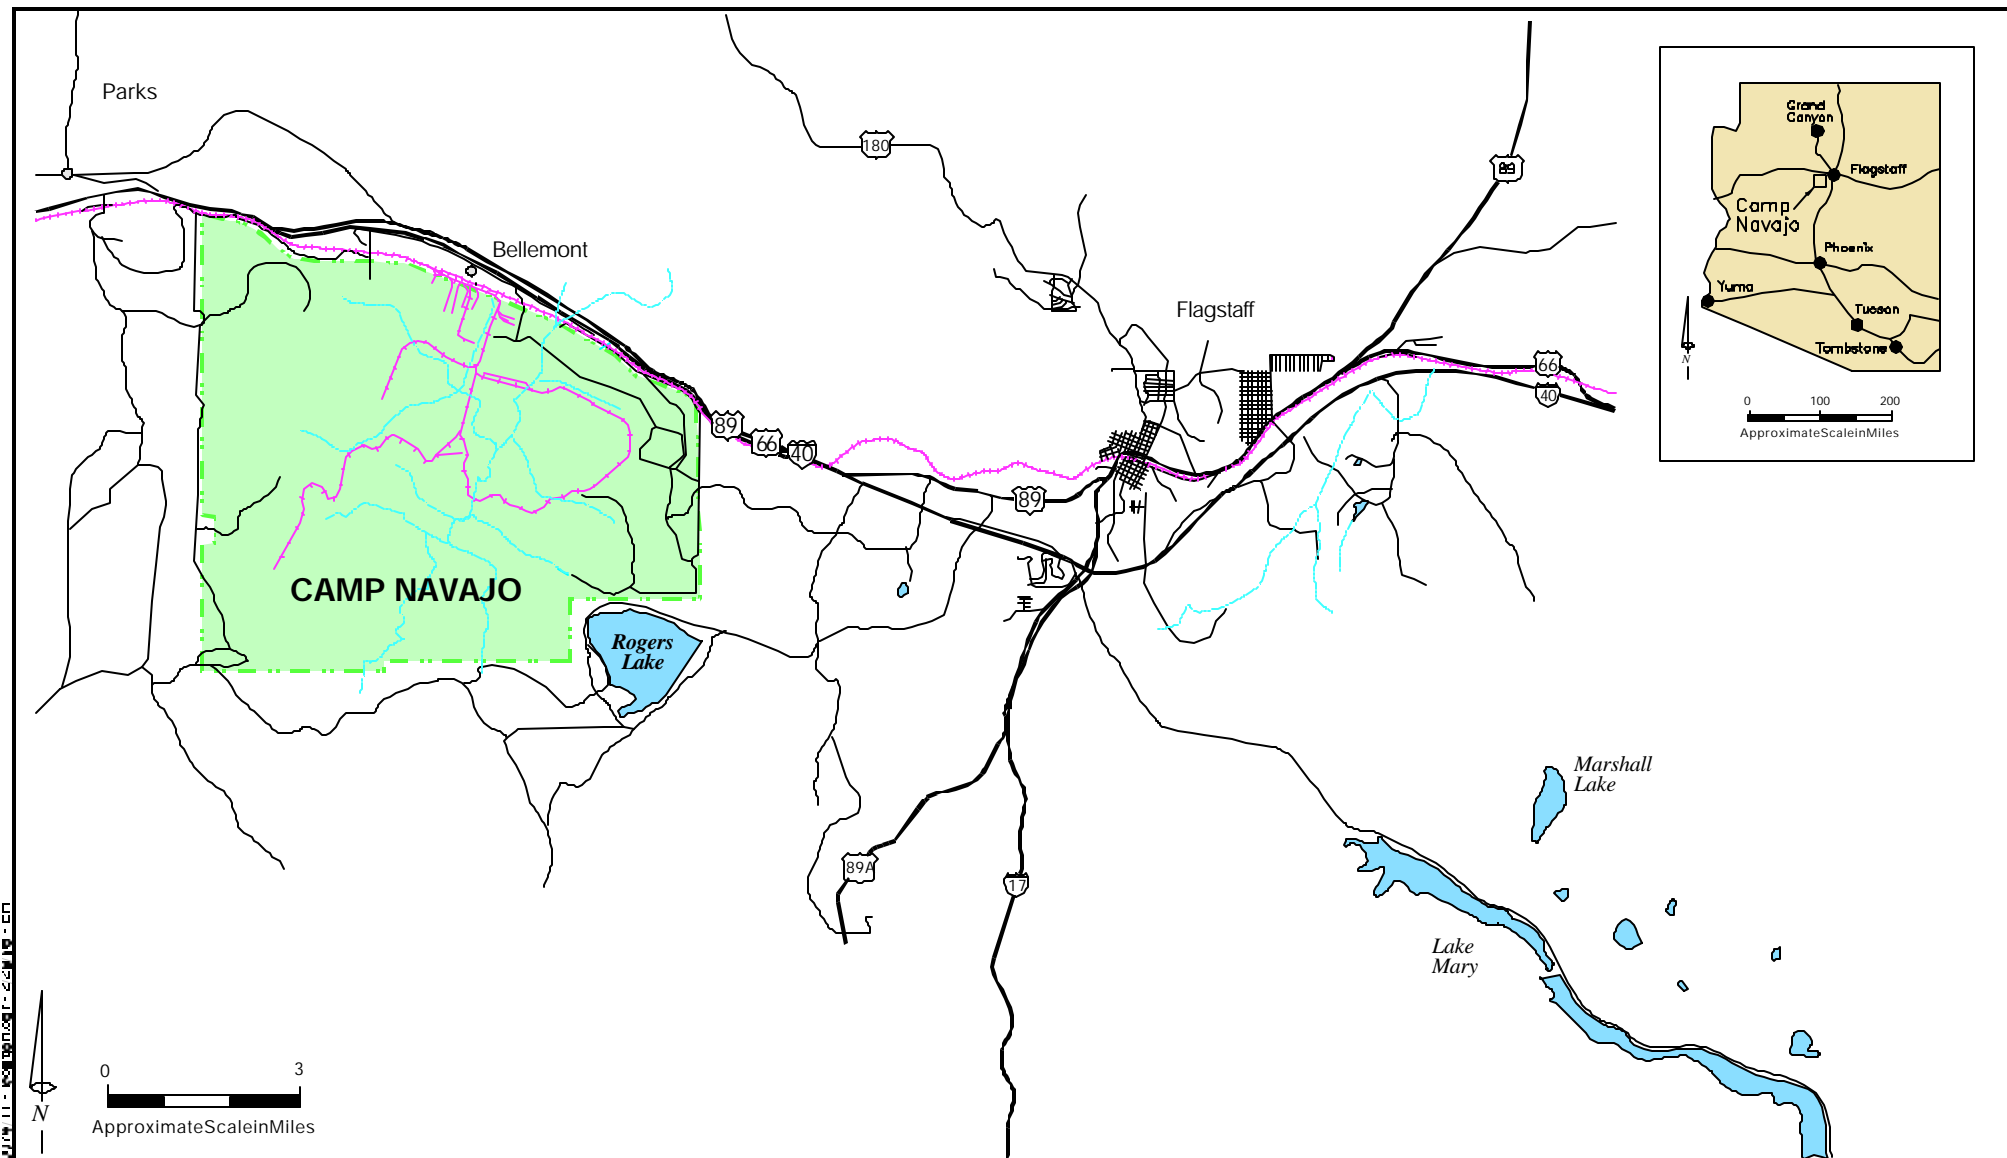 Parks
180
Bellemont
Flagstaff
66
40
89
66
40
89
CAMP NAVAJO
Rogers
Lake
Marshall
Lake
89A
17
Lake
Mary
0
3
ApproximateScaleinMiles
N
Grand
Canyon
Flagstaff
Camp
Navajo
Phoenix
Yuma
Tucson
Tombstone
N
0
100
200
ApproximateScaleinMiles